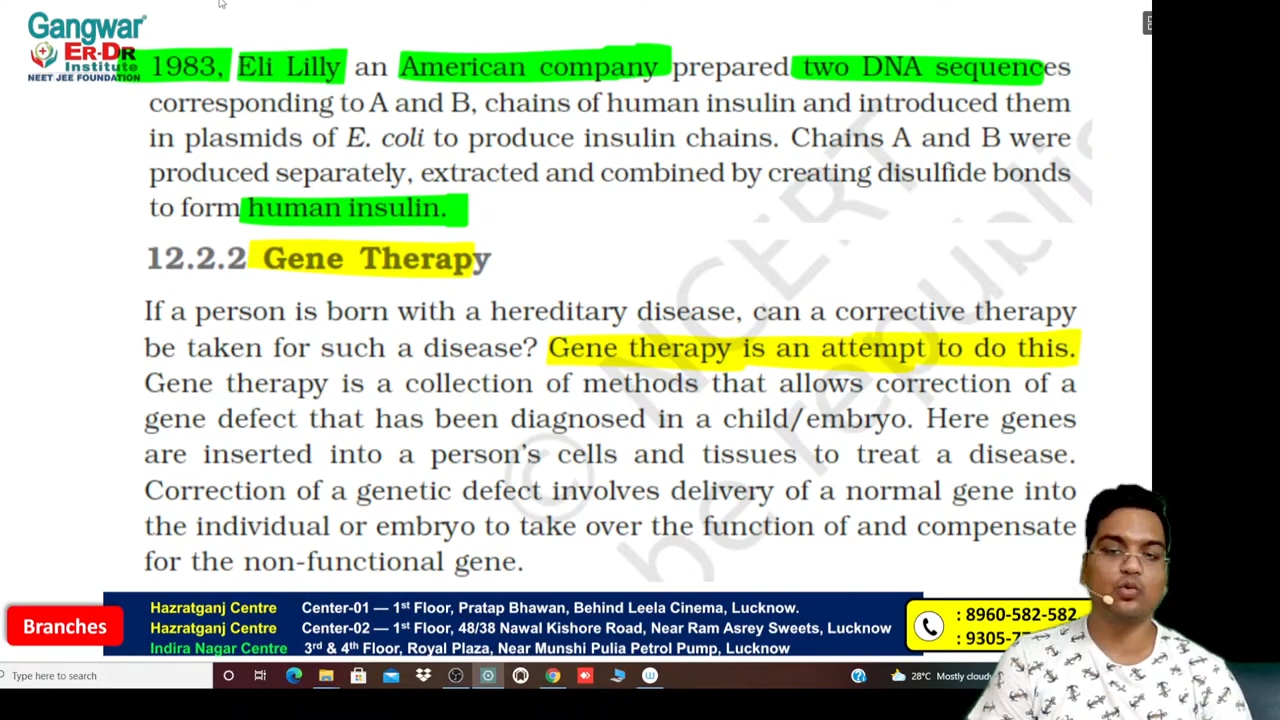 Gangwar
ER-DR
Institute
NEET JEE FOUNDATION
1983, Eli Lilly an American company prepared two DNA sequences
corresponding to A and B, chains of human insulin and introduced them
in plasmids of E. coli to produce insulin chains. Chains A and B were
produced separately, extracted and combined by creating disulfide bonds
to form human insulin.
12.2.2 Gene Therapy
If a person is born with a hereditary disease, can a corrective therapy
be taken for such a disease? Gene therapy is an attempt to do this.
Gene therapy is a collection of methods that allows correction of a
gene defect that has been diagnosed in a child/embryo. Here genes
are inserted into a person's cells and tissues to treat a disease.
Correction of a genetic defect involves delivery of a normal gene into
the individual or embryo to take over the function of and compensate
for the non-functional gene.
© NCERT
be republis
Branches
Hazratganj Centre Center-01 — 1st Floor, Pratap Bhawan, Behind Leela Cinema, Lucknow.
Hazratganj Centre Center-02 — 1st Floor, 48/38 Nawal Kishore Road, Near Ram Asrey Sweets, Lucknow
Indira Nagar Centre 3rd & 4th Floor, Royal Plaza, Near Munshi Pulia Petrol Pump, Lucknow
: 8960-582-582
: 9305-7
Type here to search
28°C Mostly cloudy